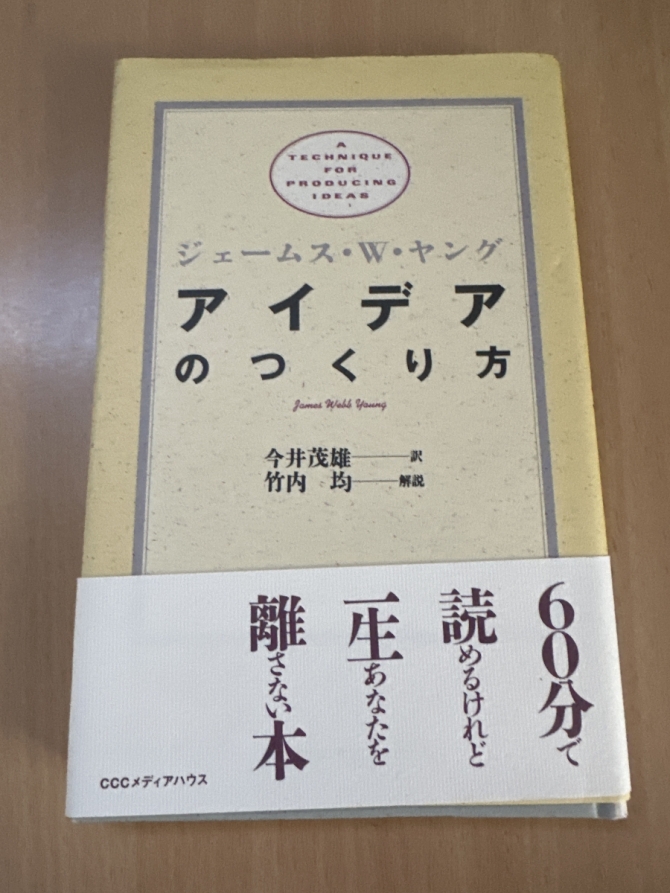 A
TECHNIQUE
FOR
PRODUCING
IDEAS
ジェームス・W・ヤング
アイデア
のつくり方
James Webb Young
今井茂雄——訳
竹内 均——解説
60分で
読めるけれど
一生あなたを
離さない本
CCCメディアハウス